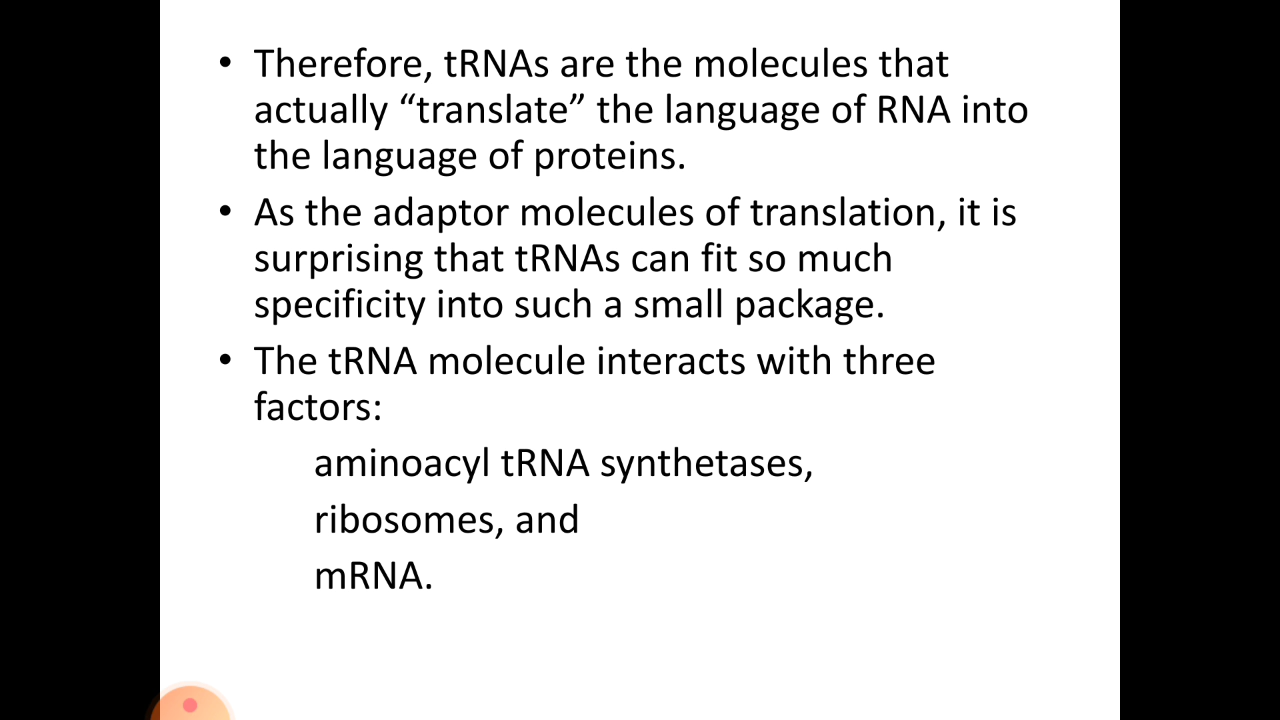 • Therefore, tRNAs are the molecules that
actually “translate” the language of RNA into
the language of proteins.
• As the adaptor molecules of translation, it is
surprising that tRNAs can fit so much
specificity into such a small package.
• The tRNA molecule interacts with three
factors:
aminoacyl tRNA synthetases,
ribosomes, and
mRNA.